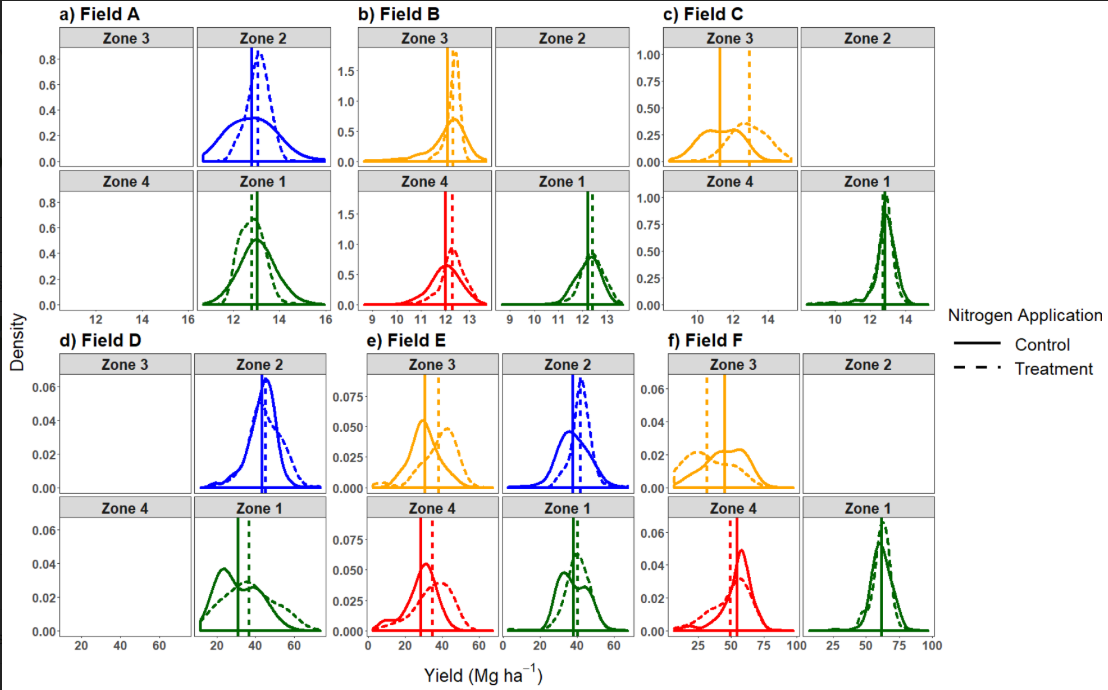 a) Field A
b) Field B
c) Field C
Zone 3
Zone 2
Zone 3
Zone 2
Zone 3
Zone 2
0.8
0.6
0.4
0.2
0.0
1.5
1.0
0.5
0.0
1.00
0.75
0.50
0.25
0.00
Zone 4
Zone 1
Zone 4
Zone 1
Zone 4
Zone 1
0.8
0.6
0.4
0.2
0.0
1.5
1.0
0.5
0.0
1.00
0.75
0.50
0.25
0.00
12 14 16
12 14 16
9 10 11 12 13
9 10 11 12 13
10 12 14
10 12 14
Density
Nitrogen Application
Control
Treatment
d) Field D
e) Field E
f) Field F
Zone 3
Zone 2
Zone 3
Zone 2
Zone 3
Zone 2
0.06
0.04
0.02
0.00
0.075
0.050
0.025
0.000
0.06
0.04
0.02
0.00
Zone 4
Zone 1
Zone 4
Zone 1
Zone 4
Zone 1
0.06
0.04
0.02
0.00
0.075
0.050
0.025
0.000
0.06
0.04
0.02
0.00
20 40 60
20 40 60
0 20 40 60
0 20 40 60
25 50 75 100
25 50 75 100
Yield (Mg ha⁻¹)